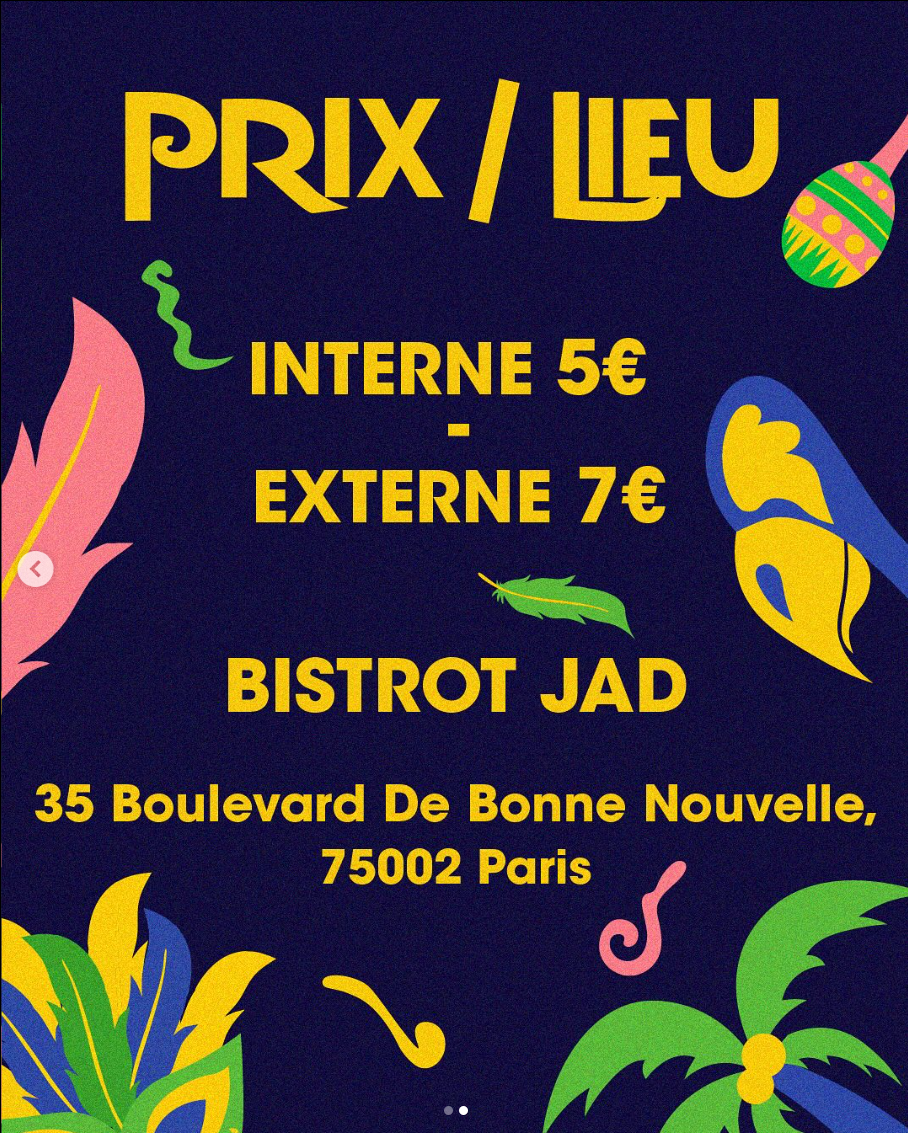 PRIX / LIEU
INTERNE 5€
-
EXTERNE 7€
BISTROT JAD
35 Boulevard De Bonne Nouvelle,
75002 Paris